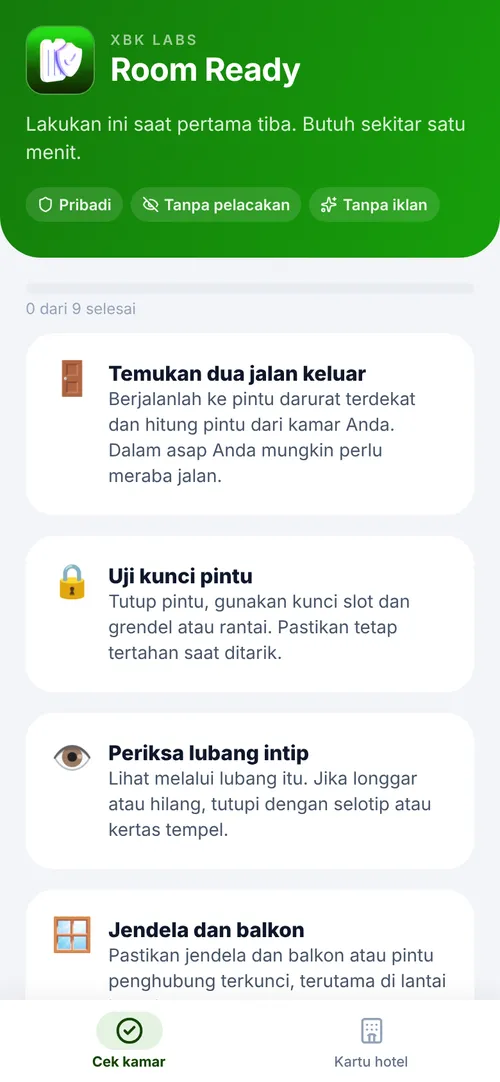 XBK LABS
Room Ready
Lakukan ini saat pertama tiba. Butuh sekitar satu
menit.
Pribadi
Tanpa pelacakan
Tanpa iklan
0 dari 9 selesai
Temukan dua jalan keluar
Berjalanlah ke pintu darurat terdekat
dan hitung pintu dari kamar Anda.
Dalam asap Anda mungkin perlu
meraba jalan.
Uji kunci pintu
Tutup pintu, gunakan kunci slot dan
grendel atau rantai. Pastikan tetap
tertahan saat ditarik.
Periksa lubang intip
Lihat melalui lubang itu. Jika longgar
atau hilang, tutupi dengan selotip atau
kertas tempel.
Jendela dan balkon
Pastikan jendela dan balkon atau pintu
penghubung terkunci, terutama di lantai
Cek kamar
Kartu hotel